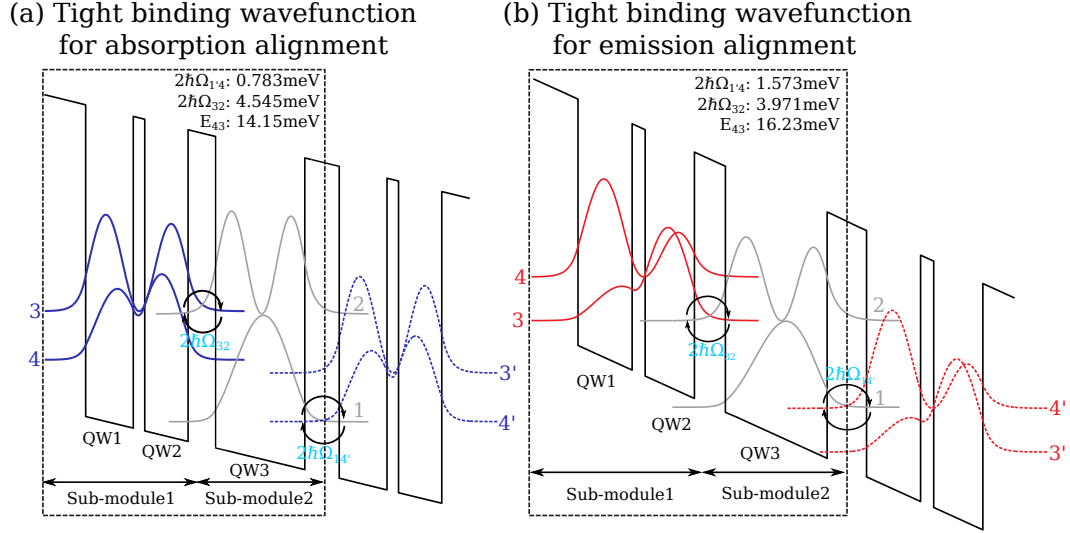 (a) Tight binding wavefunction
for absorption alignment
2ħΩ₁'₄: 0.783meV
2ħΩ₃₂: 4.545meV
E₄₃: 14.15meV
3
4
2
1
2ħΩ₃₂
2ħΩ₁₄'
3'
4'
QW1
QW2
QW3
Sub-module1
Sub-module2
(b) Tight binding wavefunction
for emission alignment
2ħΩ₁'₄: 1.573meV
2ħΩ₃₂: 3.971meV
E₄₃: 16.23meV
4
3
2
1
2ħΩ₃₂
2ħΩ₁₄'
4'
3'
QW1
QW2
QW3
Sub-module1
Sub-module2